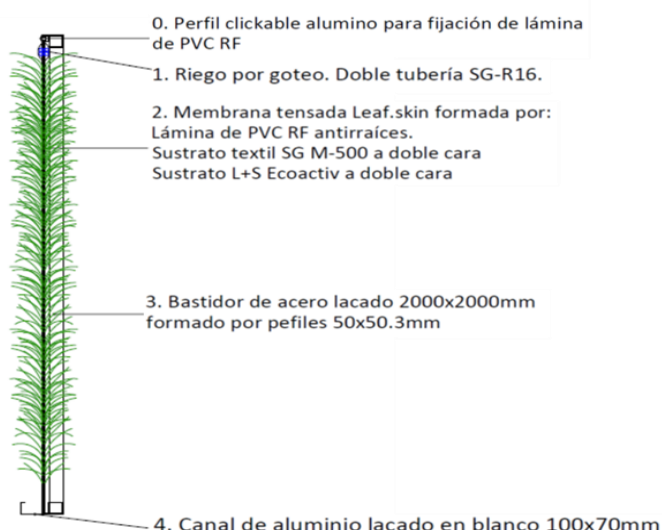 0. Perfil clickable alumino para fijación de lámina
de PVC RF
1. Riego por goteo. Doble tubería SG-R16.
2. Membrana tensada Leaf.skin formada por:
Lámina de PVC RF antirraíces.
Sustrato textil SG M-500 a doble cara
Sustrato L+S Ecoactiv a doble cara
3. Bastidor de acero lacado 2000x2000mm
formado por pefiles 50x50.3mm
4. Canal de aluminio lacado en blanco 100x70mm